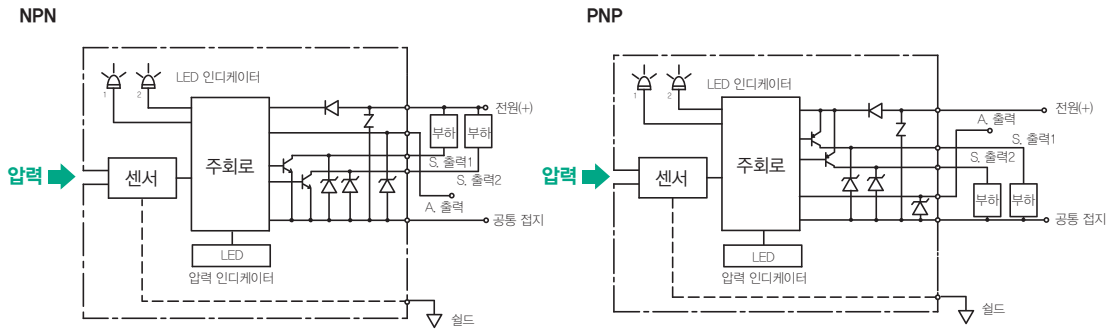 NPN
LED 인디케이터
1
2
전원(+)
부하
부하
주회로
압력
센서
S. 출력1
S. 출력2
A. 출력
공통 접지
LED
압력 인디케이터
쉴드
PNP
LED 인디케이터
1
2
전원(+)
A. 출력
S. 출력1
S. 출력2
주회로
압력
센서
부하
부하
공통 접지
LED
압력 인디케이터
쉴드